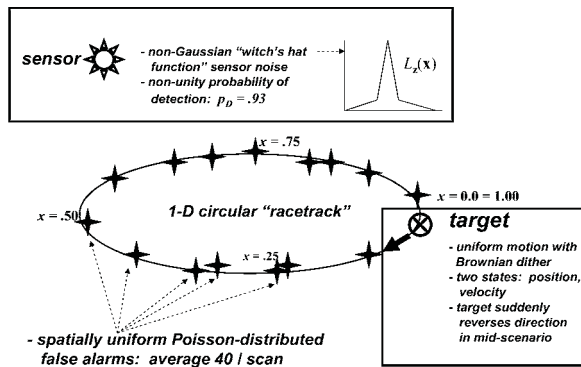 sensor
- non-Gaussian "witch's hat
function" sensor noise
- non-unity probability of
detection: p_D = .93
L_z(x)
x = .75
x = 0.0 = 1.00
x = .50
1-D circular "racetrack"
x = .25
target
- uniform motion with
Brownian dither
- two states: position,
velocity
- target suddenly
reverses direction
in mid-scenario
- spatially uniform Poisson-distributed
false alarms: average 40 / scan